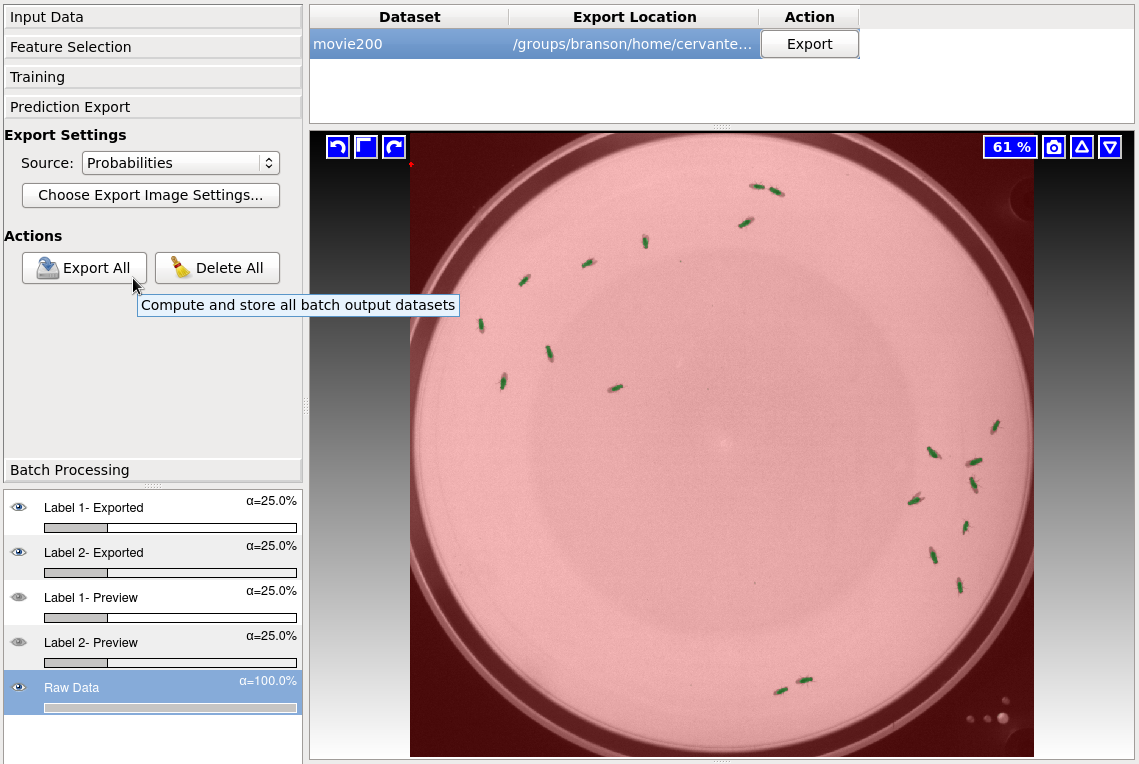 Input Data
Feature Selection
Training
Prediction Export
Export Settings
Source: Probabilities
Choose Export Image Settings...
Actions
Export All Delete All
Compute and store all batch output datasets
Batch Processing
Label 1- Exported α=25.0%
Label 2- Exported α=25.0%
Label 1- Preview α=25.0%
Label 2- Preview α=25.0%
Raw Data α=100.0%
Dataset Export Location Action
movie200 /groups/branson/home/cervante... Export
61 %